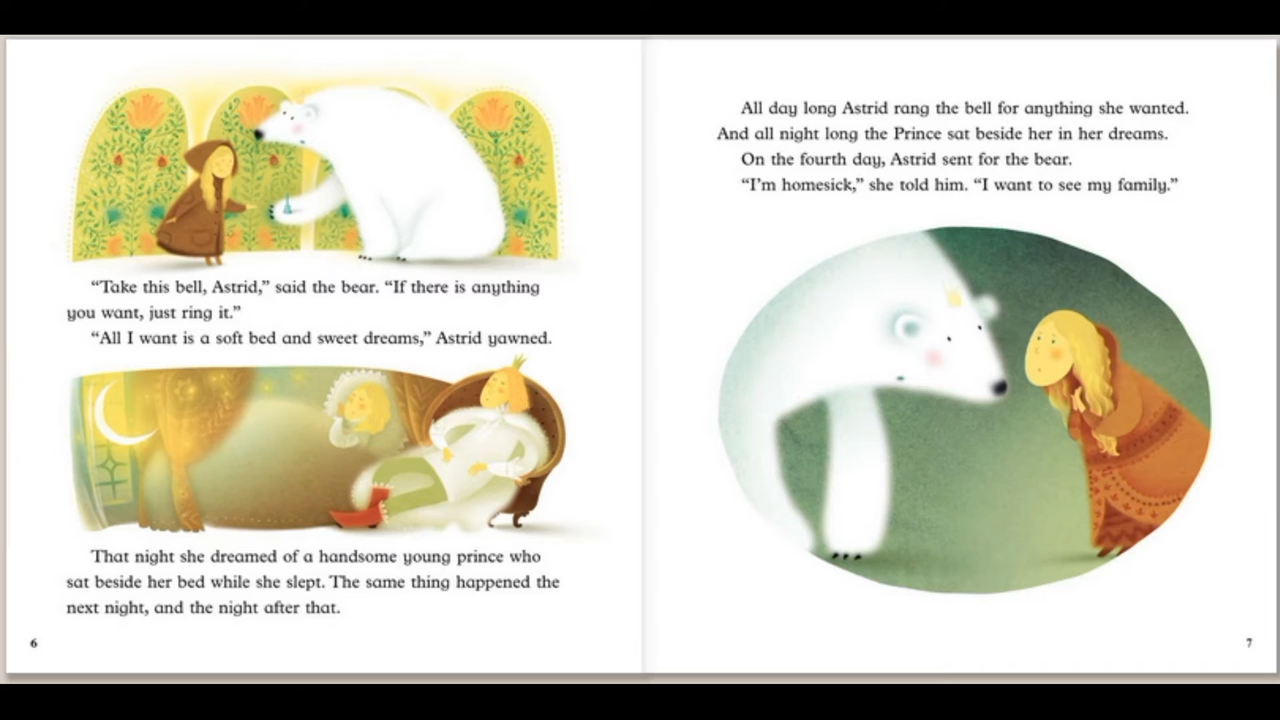 “Take this bell, Astrid,” said the bear. “If there is anything
you want, just ring it.”
“All I want is a soft bed and sweet dreams,” Astrid yawned.
That night she dreamed of a handsome young prince who
sat beside her bed while she slept. The same thing happened the
next night, and the night after that.
6
All day long Astrid rang the bell for anything she wanted.
And all night long the Prince sat beside her in her dreams.
On the fourth day, Astrid sent for the bear.
“I’m homesick,” she told him. “I want to see my family.”
7